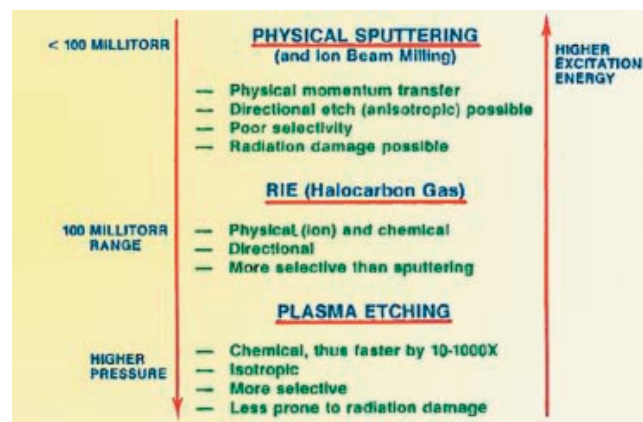 < 100 MILLITORR
PHYSICAL SPUTTERING
(and Ion Beam Milling)
HIGHER
EXCITATION
ENERGY
— Physical momentum transfer
— Directional etch (anisotropic) possible
— Poor selectivity
— Radiation damage possible
RIE (Halocarbon Gas)
100 MILLITORR
RANGE
— Physical (ion) and chemical
— Directional
— More selective than sputtering
PLASMA ETCHING
HIGHER
PRESSURE
— Chemical, thus faster by 10-1000X
— Isotropic
— More selective
— Less prone to radiation damage